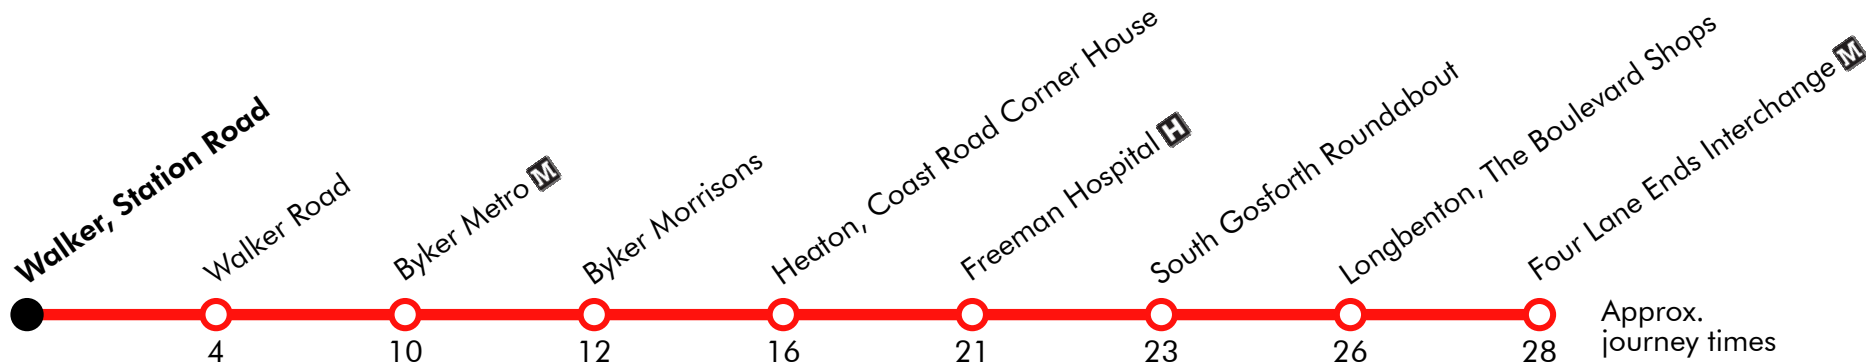 Walker, Station Road
Walker Road
Byker Metro M
Byker Morrisons
Heaton, Coast Road Corner House
Freeman Hospital H
South Gosforth Roundabout
Longbenton, The Boulevard Shops
Four Lane Ends Interchange M
4 10 12 16 21 23 26 28
Approx.
journey times